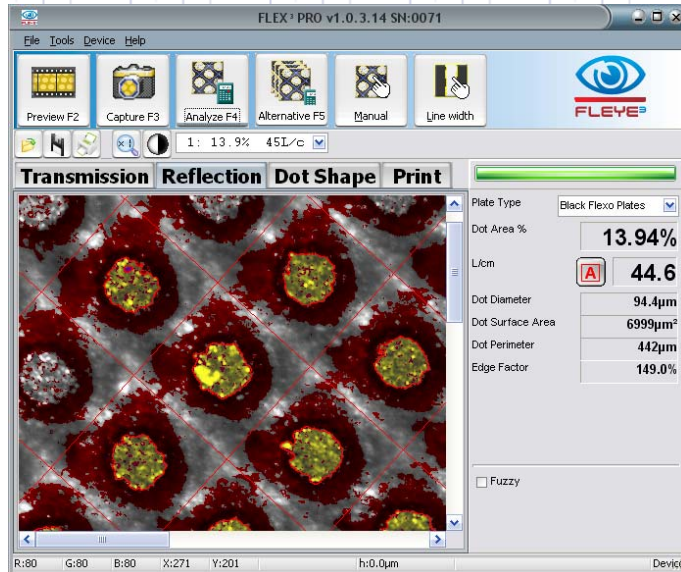 FLEX³ PRO v1.0.3.14 SN:0071
File Tools Device Help
Preview F2 Capture F3 Analyze F4 Alternative F5 Manual Line width
FLEYE³
1: 13.9% 45L/c
Transmission Reflection Dot Shape Print
Plate Type Black Flexo Plates
Dot Area % 13.94%
L/cm A 44.6
Dot Diameter 94.4µm
Dot Surface Area 6999µm²
Dot Perimeter 442µm
Edge Factor 149.0%
Fuzzy
R:80 G:80 B:80 X:271 Y:201 h:0.0µm Device